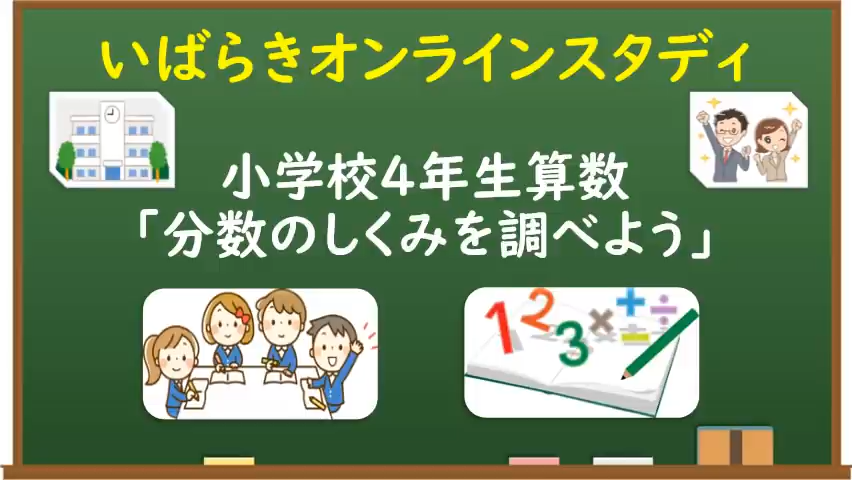 いばらきオンラインスタディ
小学校4年生算数
「分数のしくみを調べよう」
123×+÷=